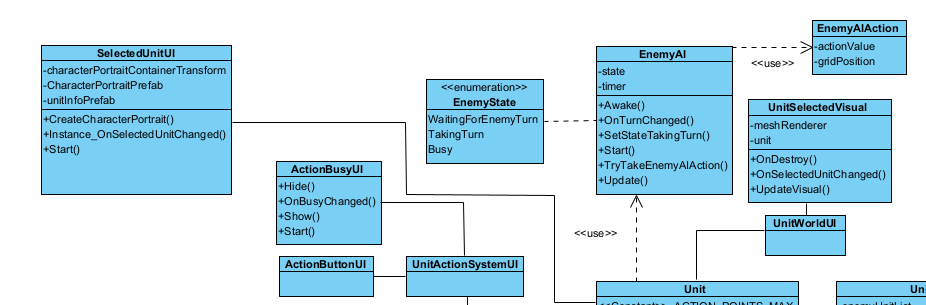 SelectedUnitUI
-characterPortraitContainerTransform
-CharacterPortraitPrefab
-unitInfoPrefab
+CreateCharacterPortrait()
+Instance_OnSelectedUnitChanged()
+Start()
<<enumeration>>
EnemyState
WaitingForEnemyTurn
TakingTurn
Busy
EnemyAI
-state
-timer
+Awake()
+OnTurnChanged()
+SetStateTakingTurn()
+Start()
+TryTakeEnemyAIAction()
+Update()
<<use>>
EnemyAIAction
-actionValue
-gridPosition
UnitSelectedVisual
-meshRenderer
-unit
+OnDestroy()
+OnSelectedUnitChanged()
+UpdateVisual()
ActionBusyUI
+Hide()
+OnBusyChanged()
+Show()
+Start()
<<use>>
UnitWorldUI
ActionButtonUI
UnitActionSystemUI
Unit
Un